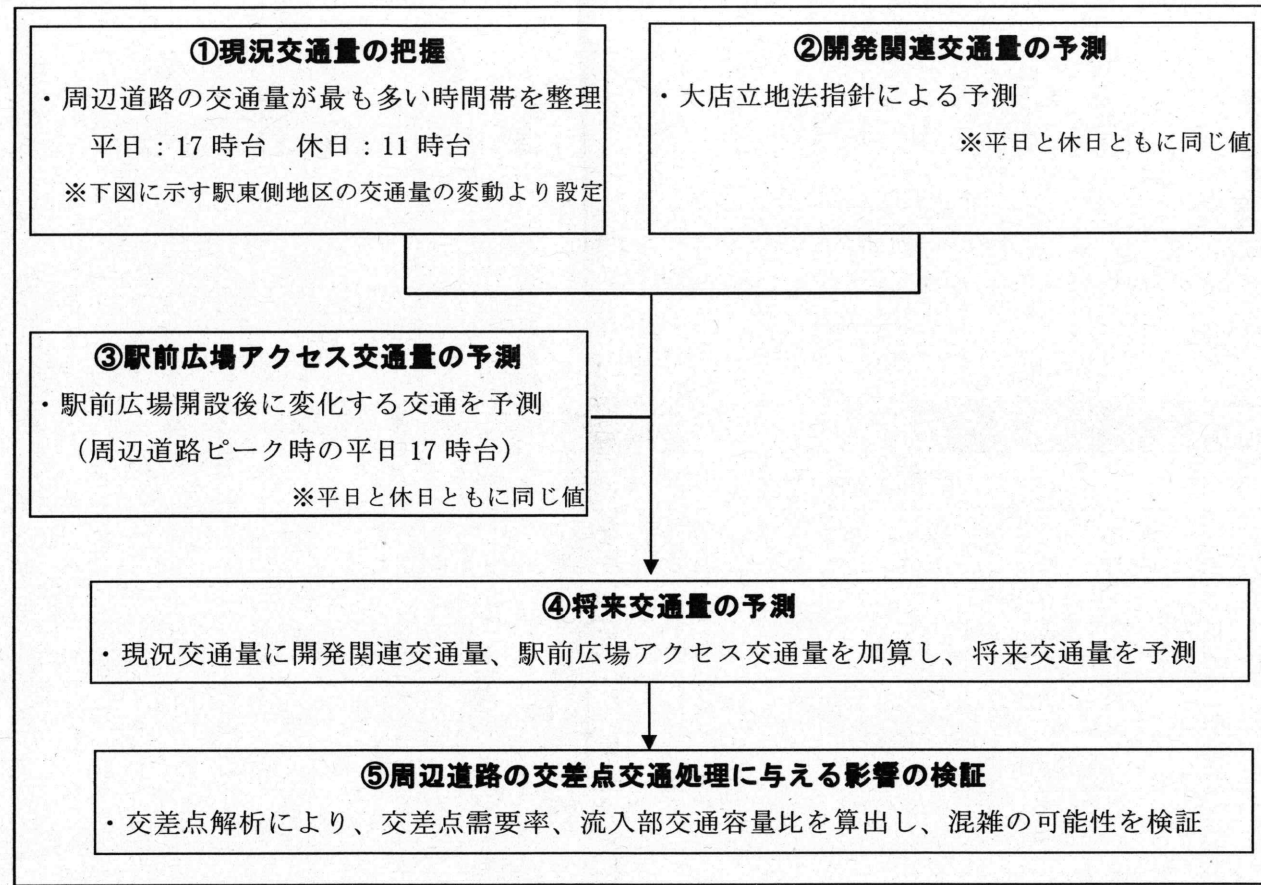 ①現況交通量の把握
・周辺道路の交通量が最も多い時間帯を整理
平日：17 時台　休日：11 時台
※下図に示す駅東側地区の交通量の変動より設定
②開発関連交通量の予測
・大店立地法指針による予測
※平日と休日ともに同じ値
③駅前広場アクセス交通量の予測
・駅前広場開設後に変化する交通を予測
（周辺道路ピーク時の平日 17 時台）
※平日と休日ともに同じ値
④将来交通量の予測
・現況交通量に開発関連交通量、駅前広場アクセス交通量を加算し、将来交通量を予測
⑤周辺道路の交差点交通処理に与える影響の検証
・交差点解析により、交差点需要率、流入部交通容量比を算出し、混雑の可能性を検証